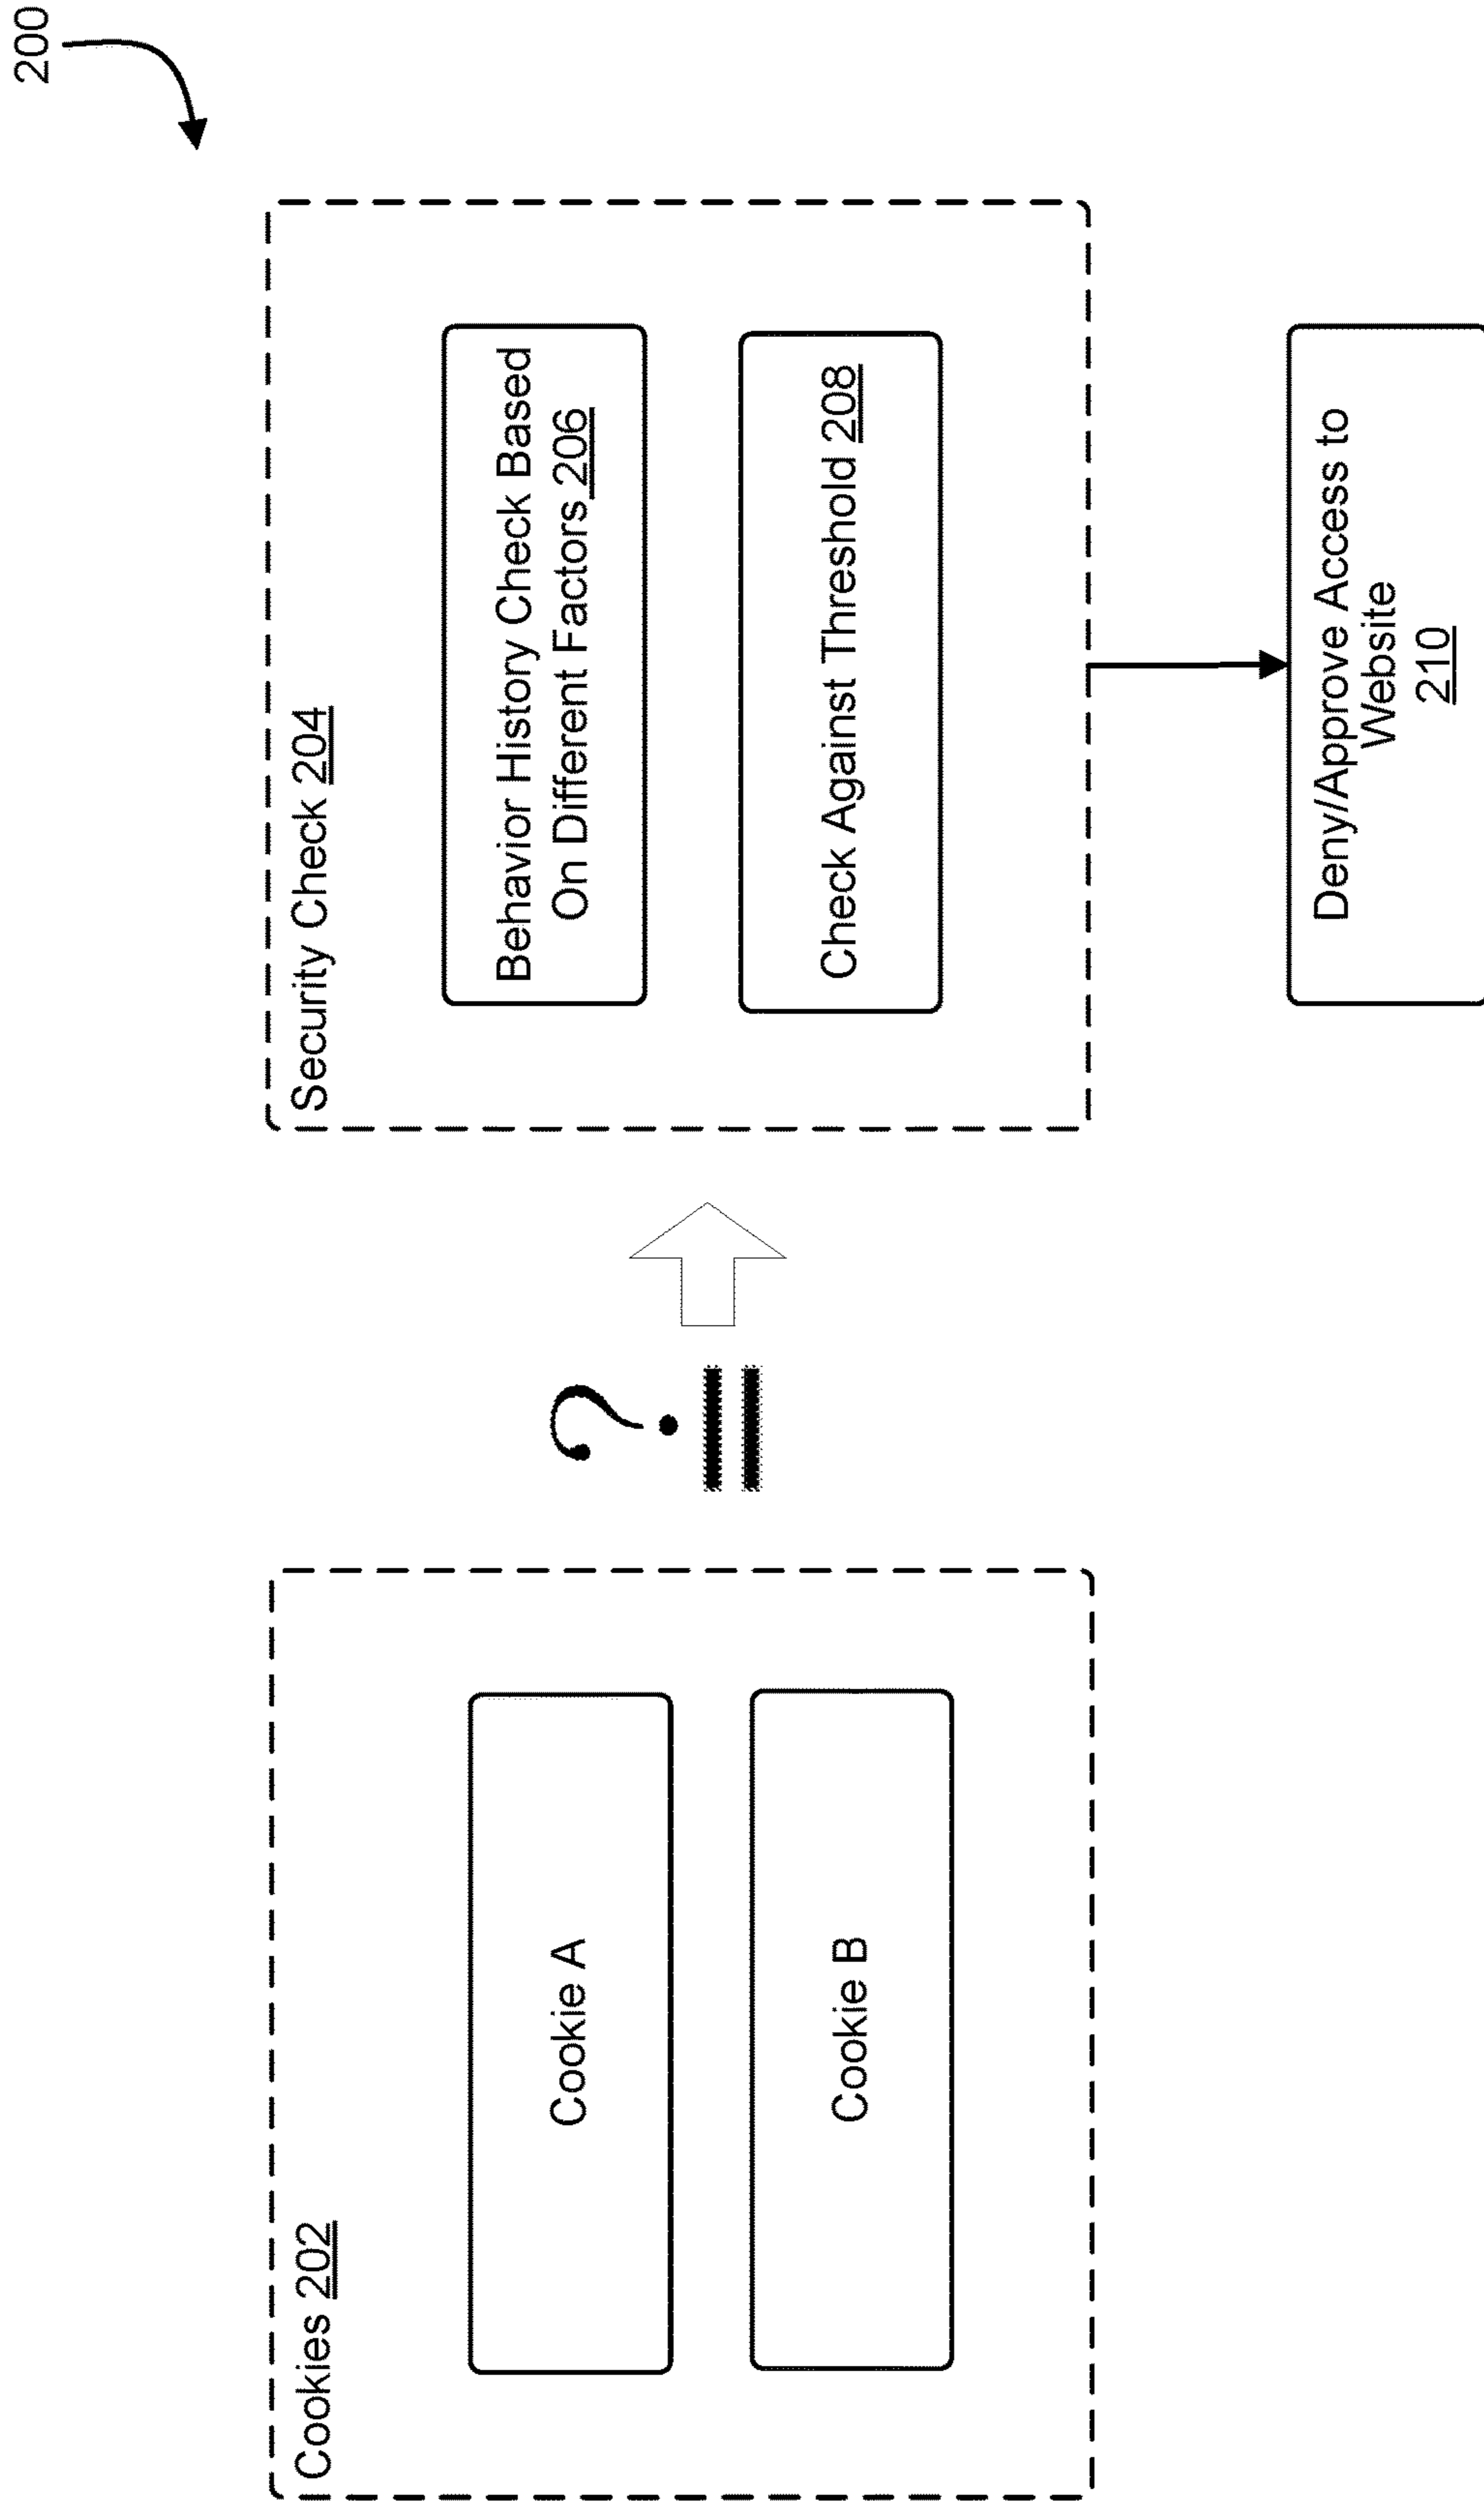 200
Cookies 202
Cookie A
Cookie B
?
=
Security Check 204
Behavior History Check Based
On Different Factors 206
Check Against Threshold 208
Deny/Approve Access to
Website
210